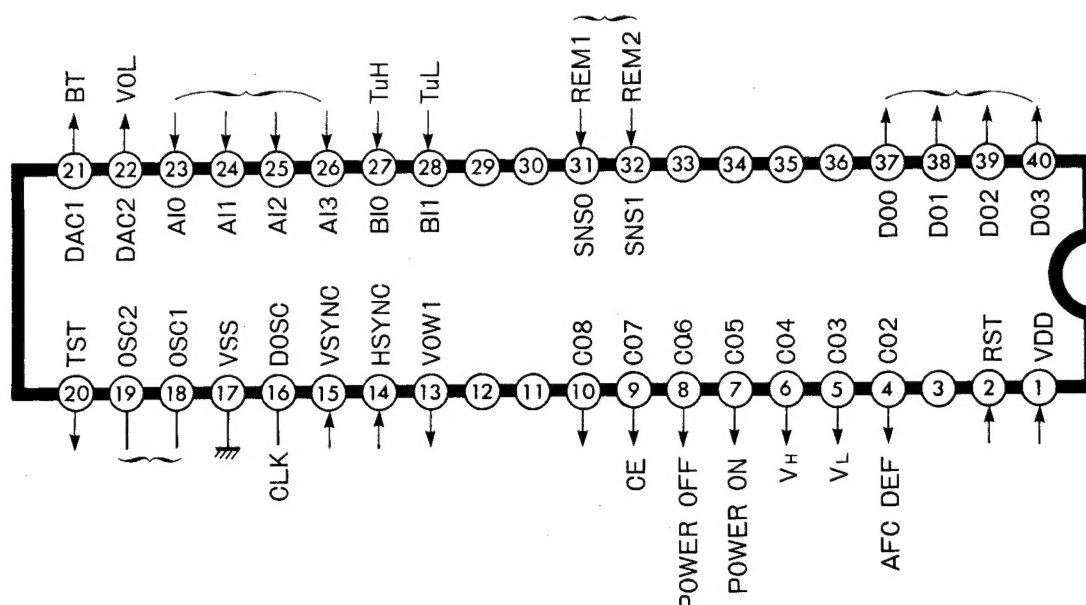 BT
VOL
TuH
TuL
REM1
REM2
21 22 23 24 25 26 27 28 29 30 31 32 33 34 35 36 37 38 39 40
DAC1
DAC2
AI0
AI1
AI2
AI3
BI0
BI1
SNS0
SNS1
DO0
DO1
DO2
DO3
TST
OSC2
OSC1
VSS
DOSC
VSYNC
HSYNC
VOW1
CO8
CO7
CO6
CO5
CO4
CO3
CO2
RST
VDD
20 19 18 17 16 15 14 13 12 11 10 9 8 7 6 5 4 3 2 1
CLK
CE
POWER OFF
POWER ON
VH
VL
AFC DEF